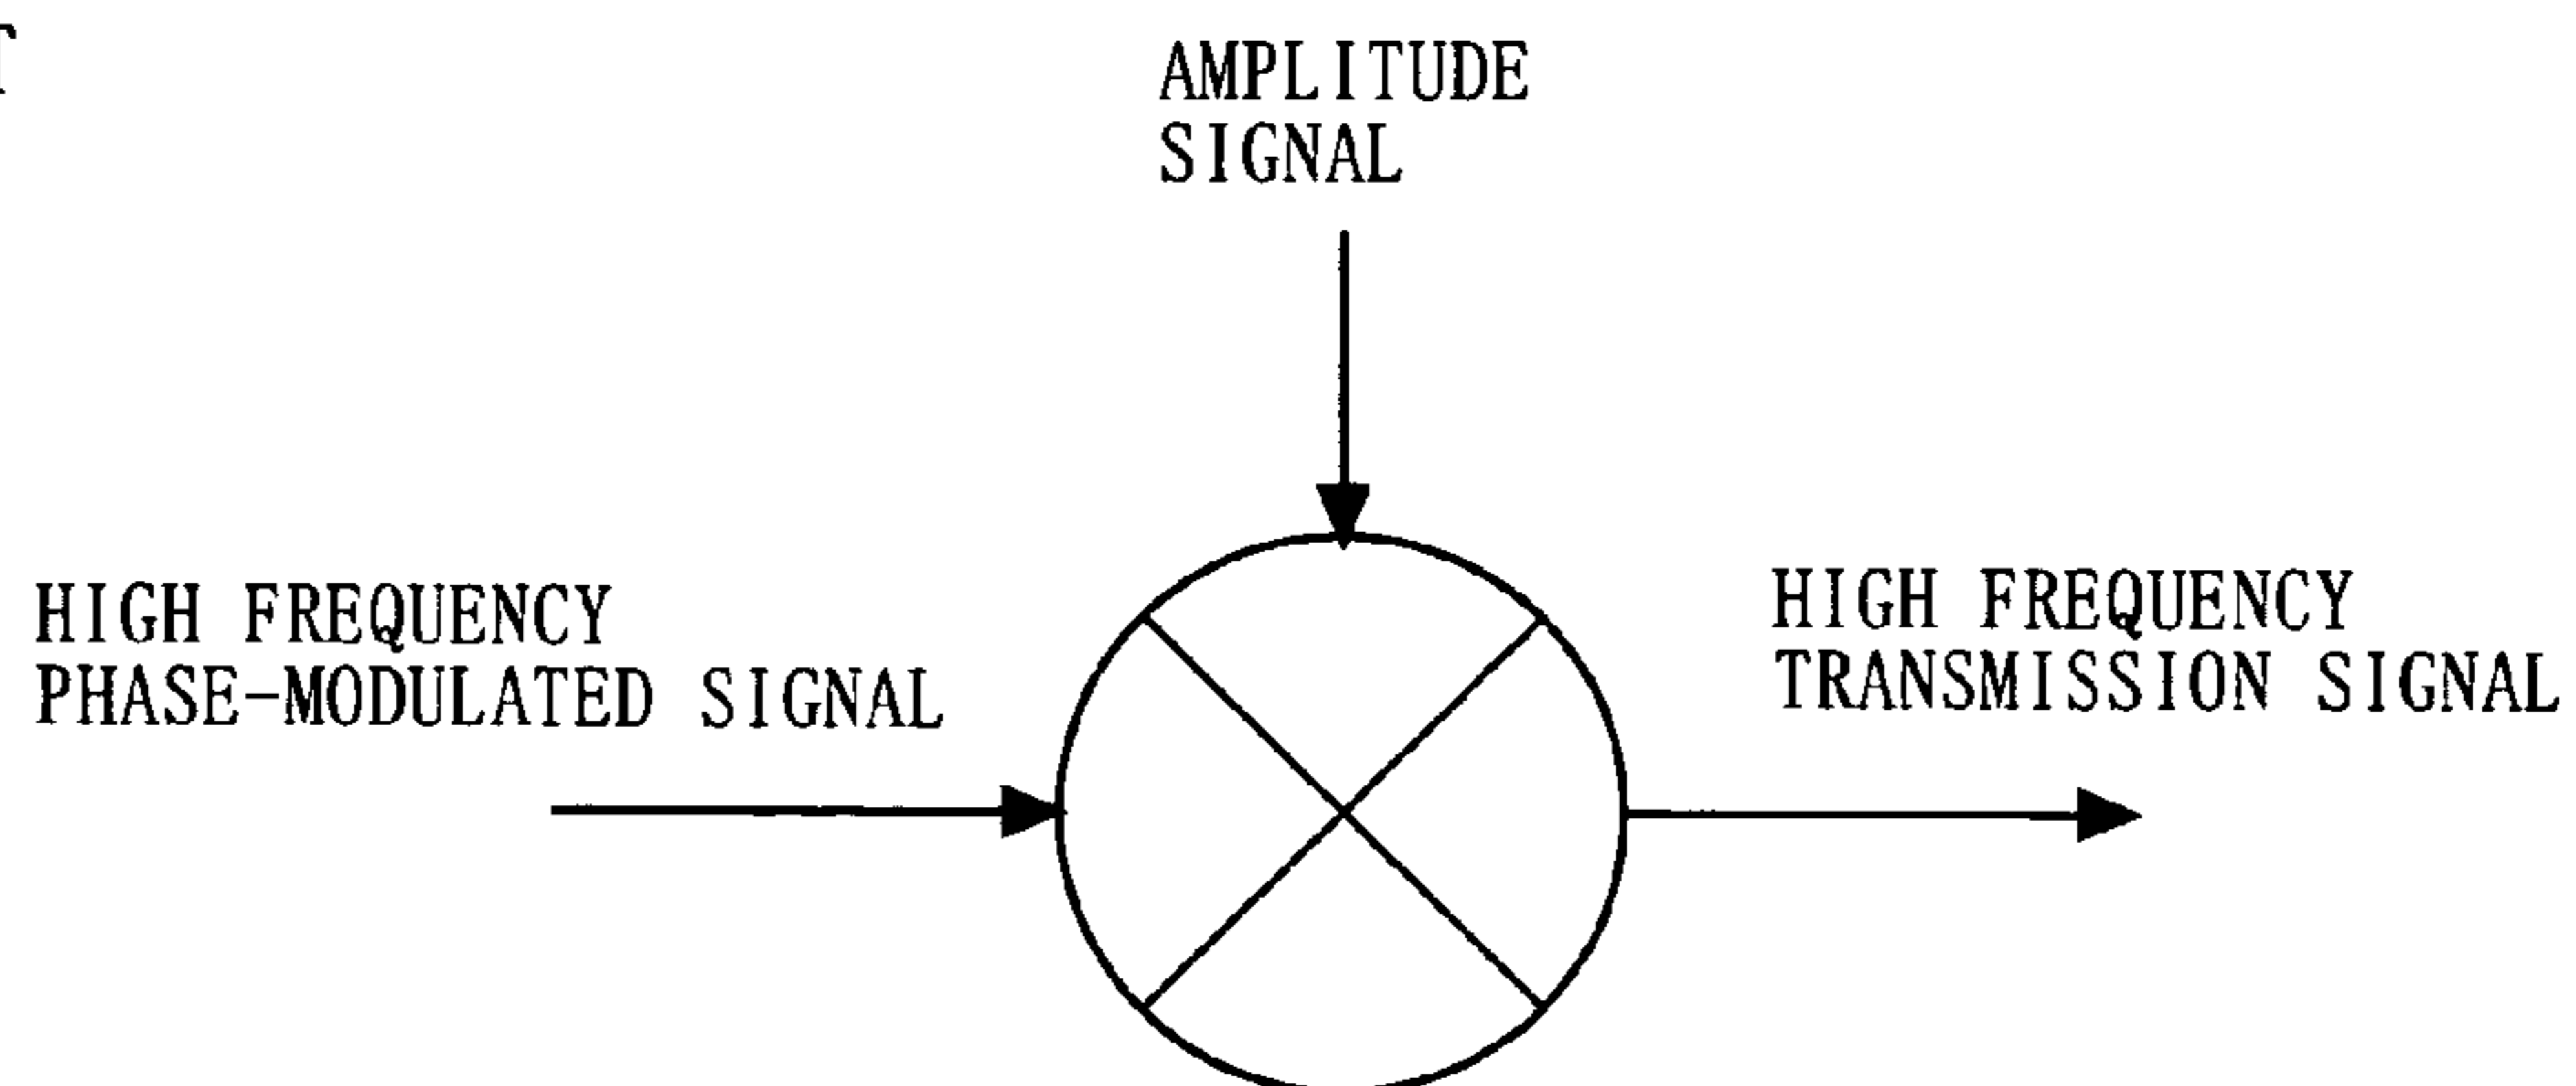 AMPLITUDE
SIGNAL
HIGH FREQUENCY
PHASE-MODULATED SIGNAL
HIGH FREQUENCY
TRANSMISSION SIGNAL